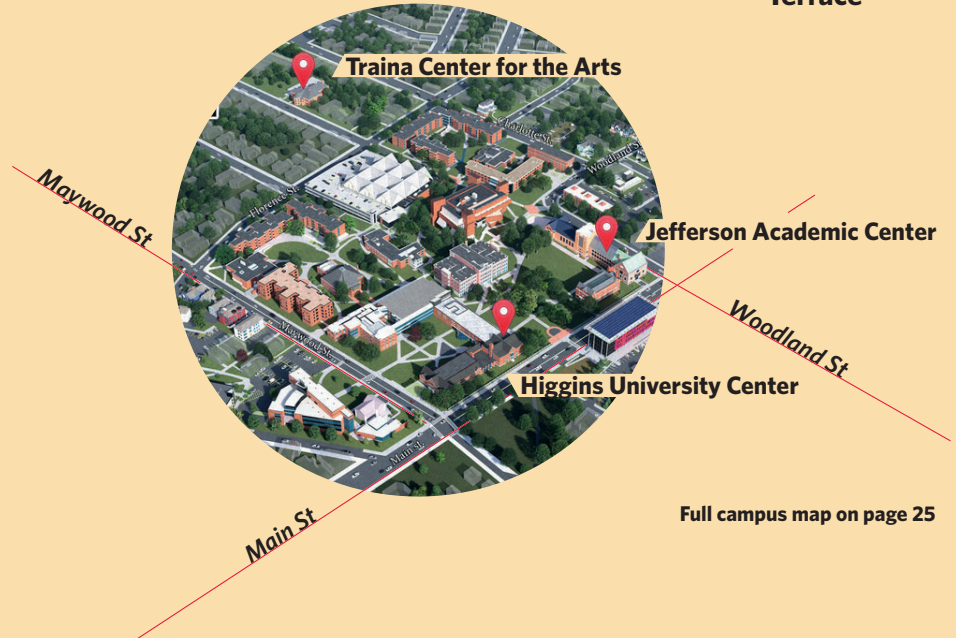 Terrace
Traina Center for the Arts
Charlotte St.
Woodland St.
Maywood St
Florence St.
Jefferson Academic Center
Woodland St
Maywood St.
Higgins University Center
Main st.
Main St
Full campus map on page 25